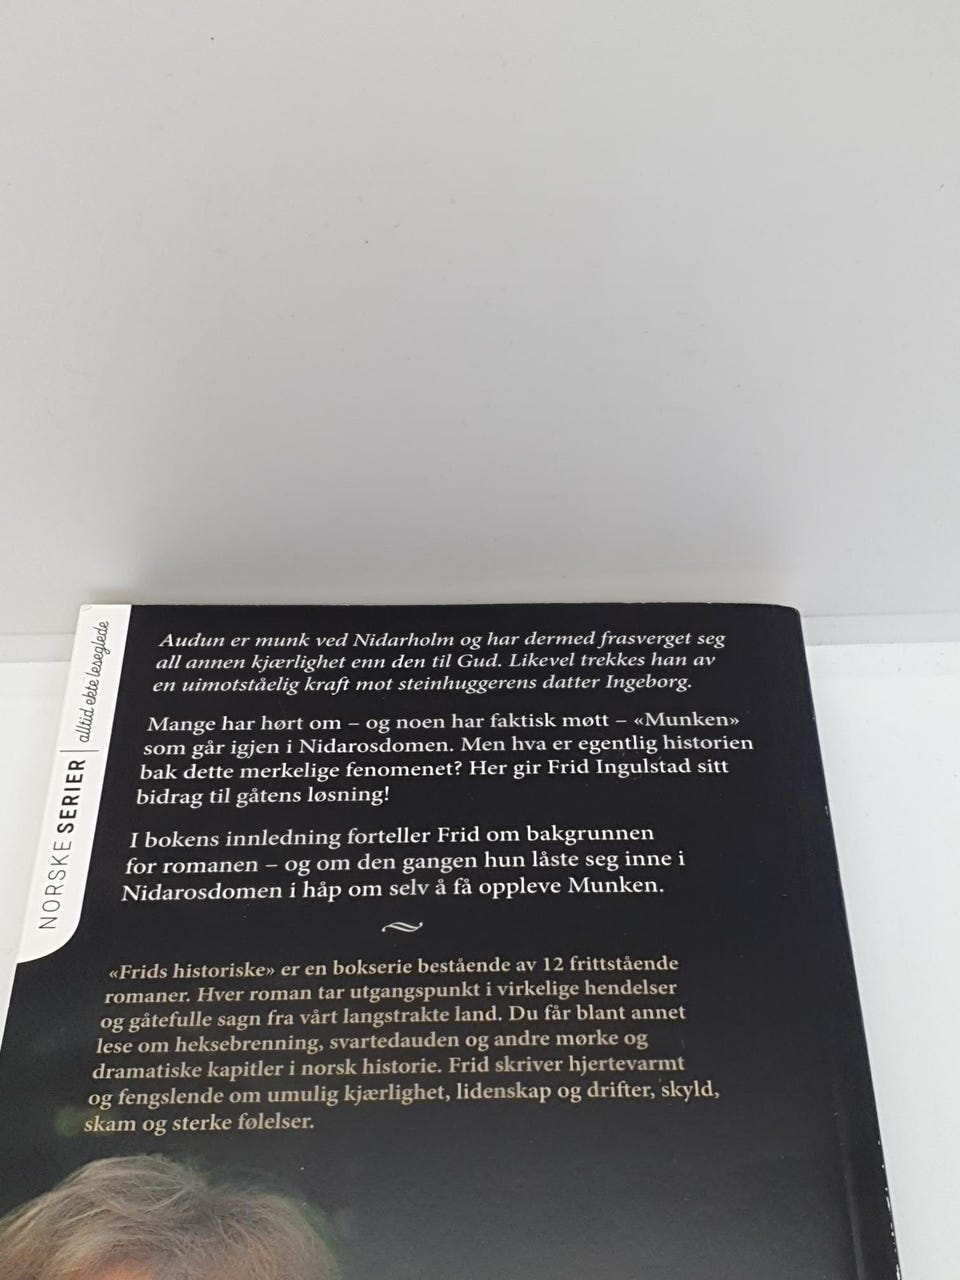 Audun er munk ved Nidarholm og har dermed frasverget seg
all annen kjærlighet enn den til Gud. Likevel trekkes han av
en uimotståelig kraft mot steinhuggerens datter Ingeborg.
Mange har hørt om – og noen har faktisk møtt – «Munken»
som går igjen i Nidarosdomen. Men hva er egentlig historien
bak dette merkelige fenomenet? Her gir Frid Ingulstad sitt
bidrag til gåtens løsning!
I bokens innledning forteller Frid om bakgrunnen
for romanen – og om den gangen hun låste seg inne i
Nidarosdomen i håp om selv å få oppleve Munken.
«Frids historiske» er en bokserie bestående av 12 frittstående
romaner. Hver roman tar utgangspunkt i virkelige hendelser
og gåtefulle sagn fra vårt langstrakte land. Du får blant annet
lese om heksebrenning, svartedauden og andre mørke og
dramatiske kapitler i norsk historie. Frid skriver hjertevarmt
og fengslende om umulig kjærlighet, lidenskap og drifter, skyld,
skam og sterke følelser.
NORSKE SERIER | alltid ekte leseglede